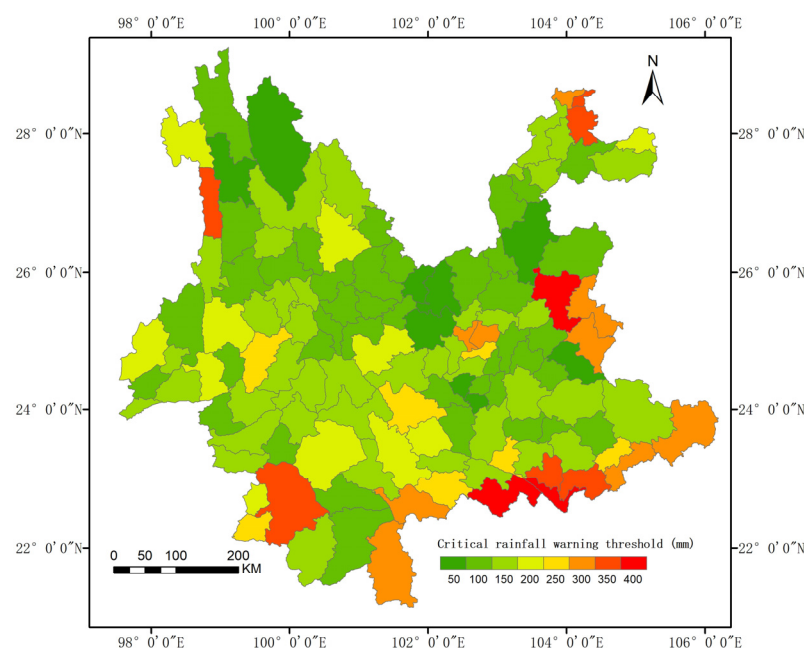 98° 0'0"E 100° 0'0"E 102° 0'0"E 104° 0'0"E 106° 0'0"E
N
28° 0'0"N 28° 0'0"N
26° 0'0"N 26° 0'0"N
24° 0'0"N 24° 0'0"N
22° 0'0"N 22° 0'0"N
Critical rainfall warning threshold (mm)
50 100 150 200 250 300 350 400
0 50 100 200
KM
98° 0'0"E 100° 0'0"E 102° 0'0"E 104° 0'0"E 106° 0'0"E